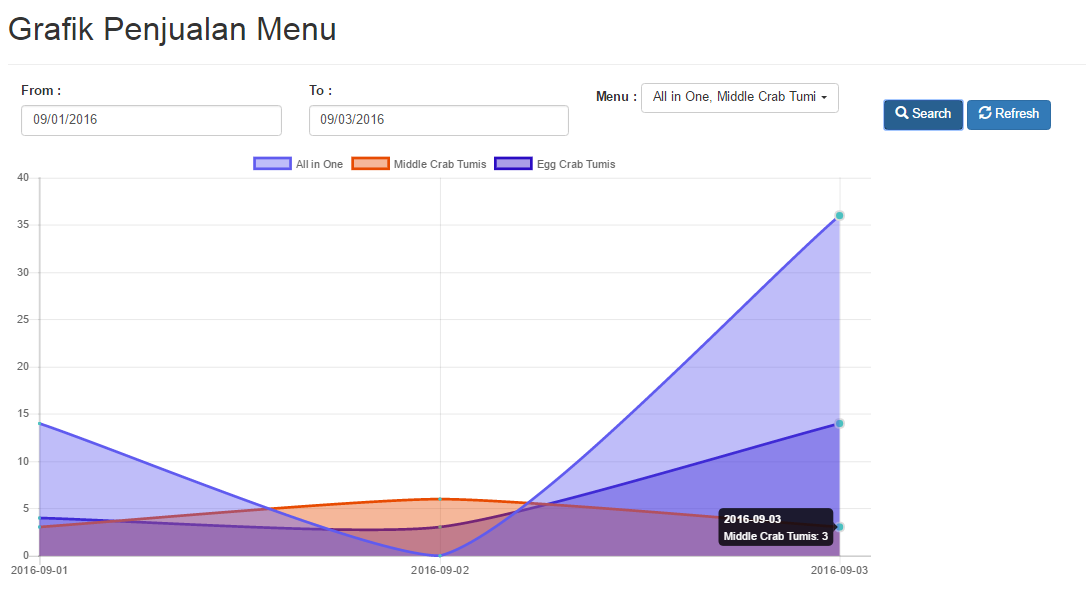 Grafik Penjualan Menu
From :
To :
Menu :
All in One, Middle Crab Tumi
09/01/2016
09/03/2016
Search
Refresh
All in One
Middle Crab Tumis
Egg Crab Tumis
40
35
30
25
20
15
10
5
0
2016-09-03
Middle Crab Tumis: 3
2016-09-01
2016-09-02
2016-09-03